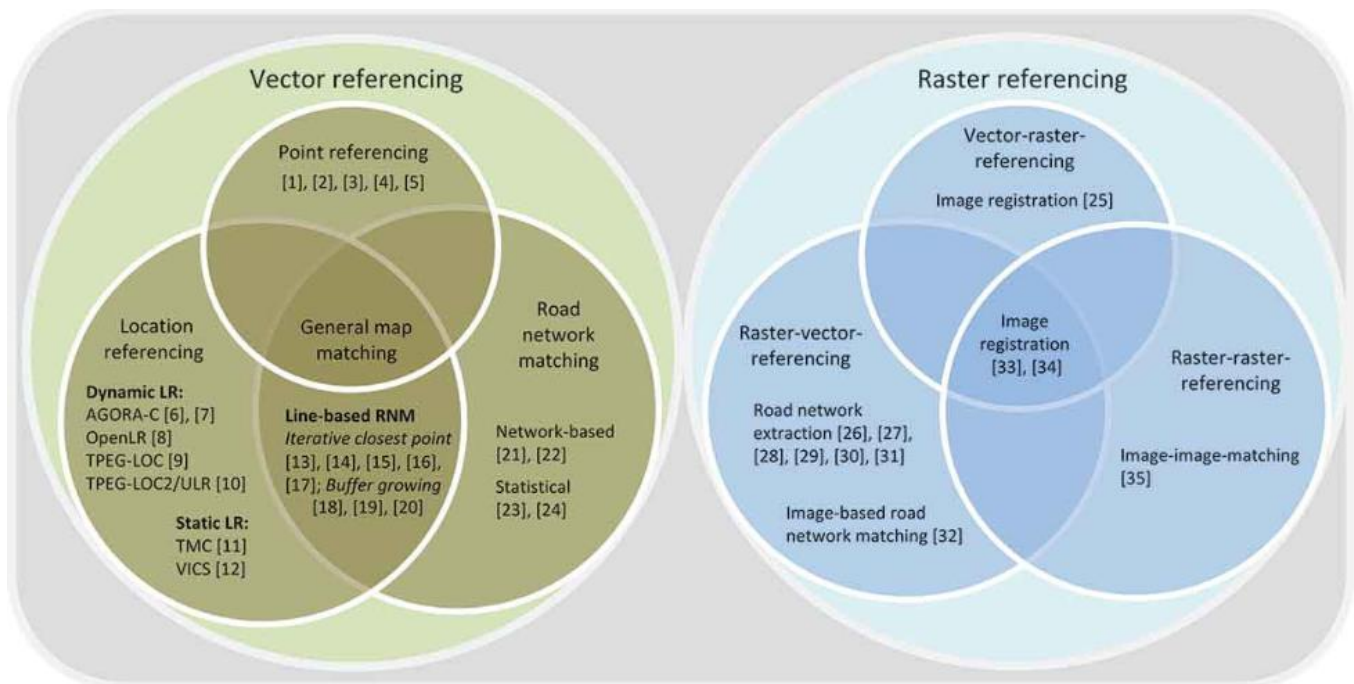 Vector referencing
Point referencing
[1], [2], [3], [4], [5]
Location
referencing
Dynamic LR:
AGORA-C [6], [7]
OpenLR [8]
TPEG-LOC [9]
TPEG-LOC2/ULR [10]
Static LR:
TMC [11]
VICS [12]
General map
matching
Line-based RNM
Iterative closest point
[13], [14], [15], [16],
[17]; Buffer growing
[18], [19], [20]
Road
network
matching
Network-based
[21], [22]
Statistical
[23], [24]
Raster referencing
Vector-raster-
referencing
Image registration [25]
Raster-vector-
referencing
Road network
extraction [26], [27],
[28], [29], [30], [31]
Image-based road
network matching [32]
Image
registration
[33], [34]
Raster-raster-
referencing
Image-image-matching
[35]